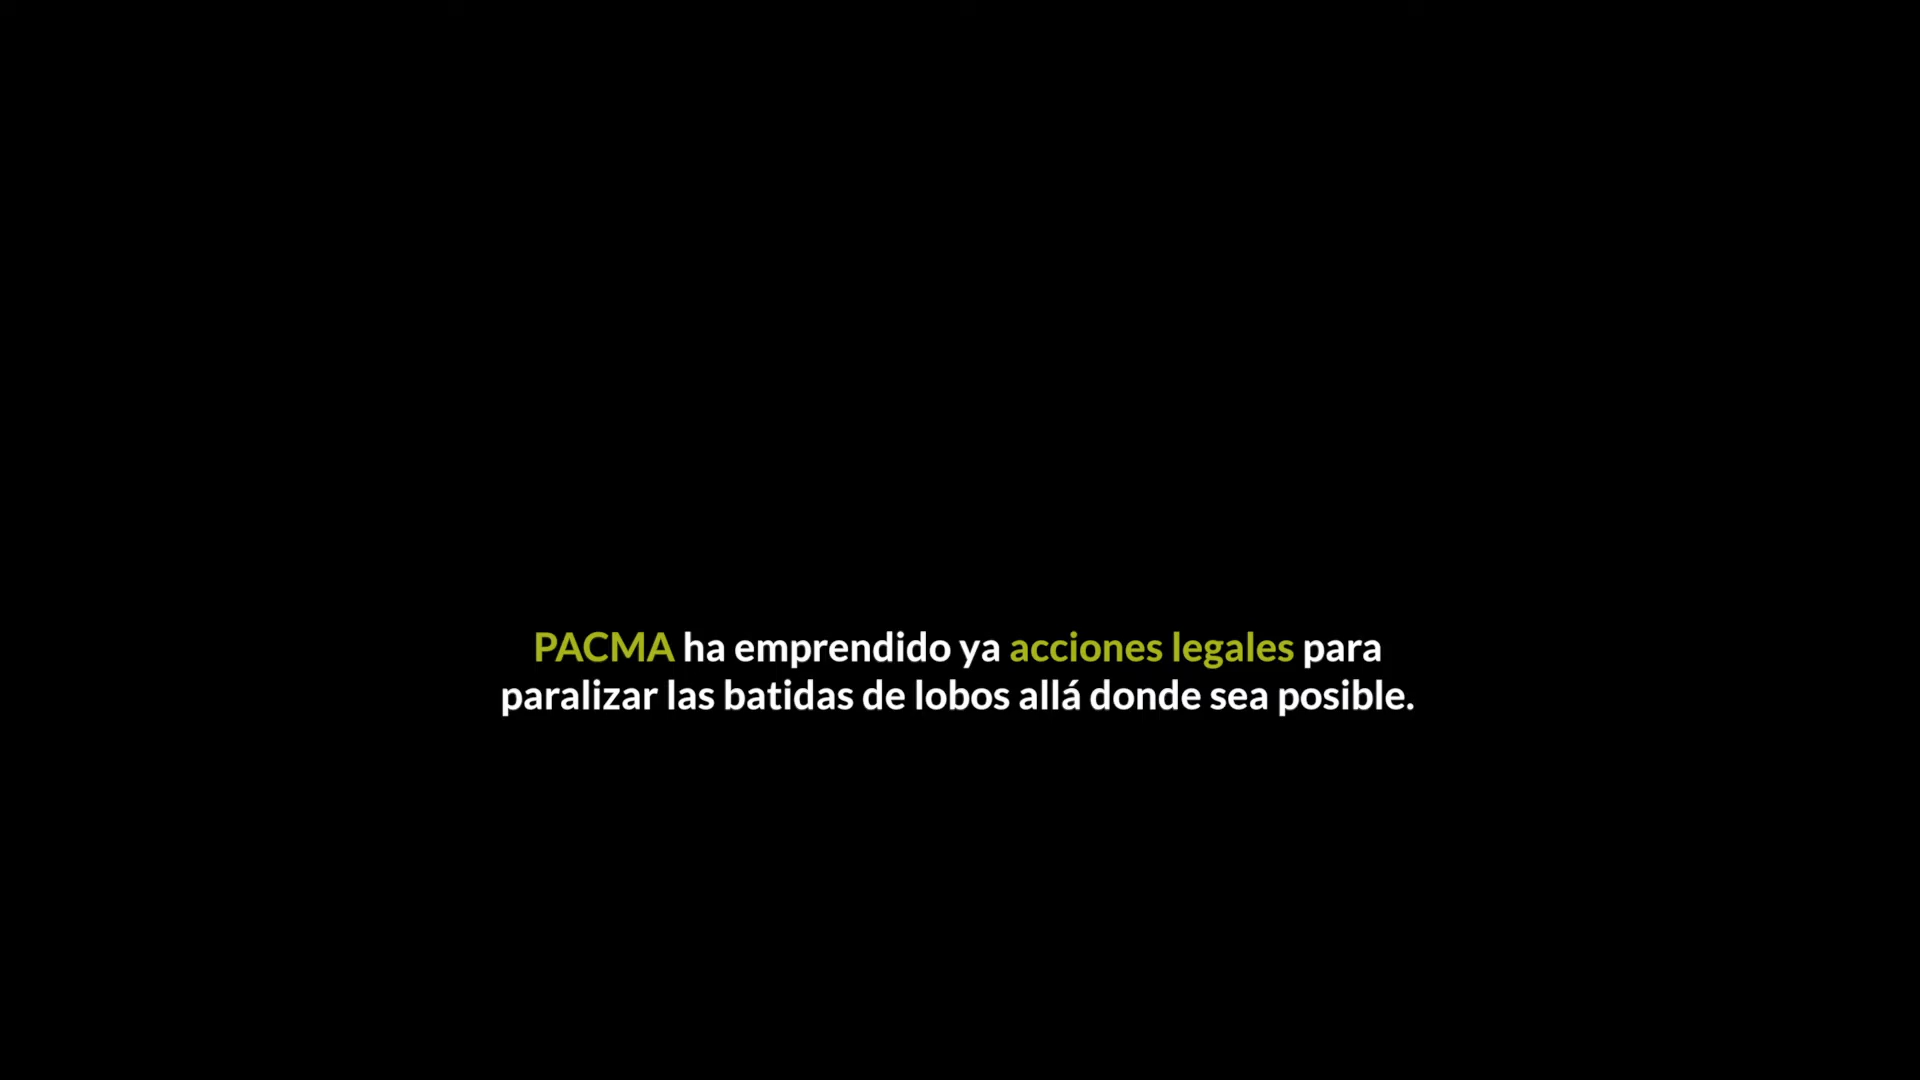 PACMA ha emprendido ya acciones legales para
paralizar las batidas de lobos allá donde sea posible.